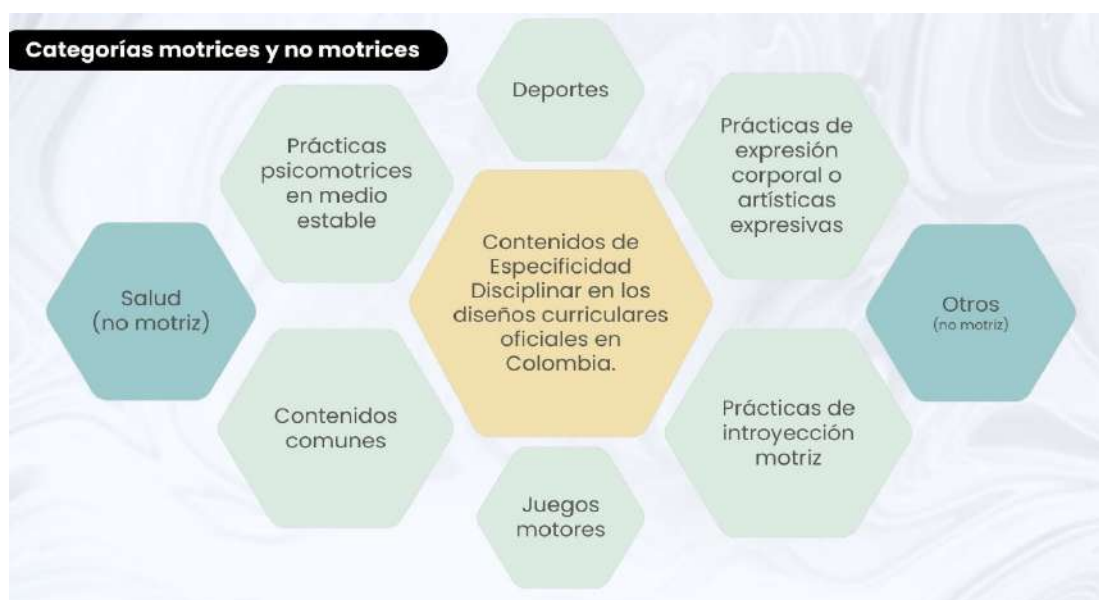 Categorías motrices y no motrices
Deportes
Prácticas
psicomotrices
en medio
estable
Prácticas de
expresión
corporal o
artísticas
expresivas
Salud
(no motriz)
Contenidos de
Especificidad
Disciplinar en los
diseños curriculares
oficiales en
Colombia.
Otros
(no motriz)
Contenidos
comunes
Prácticas de
introyección
motriz
Juegos
motores